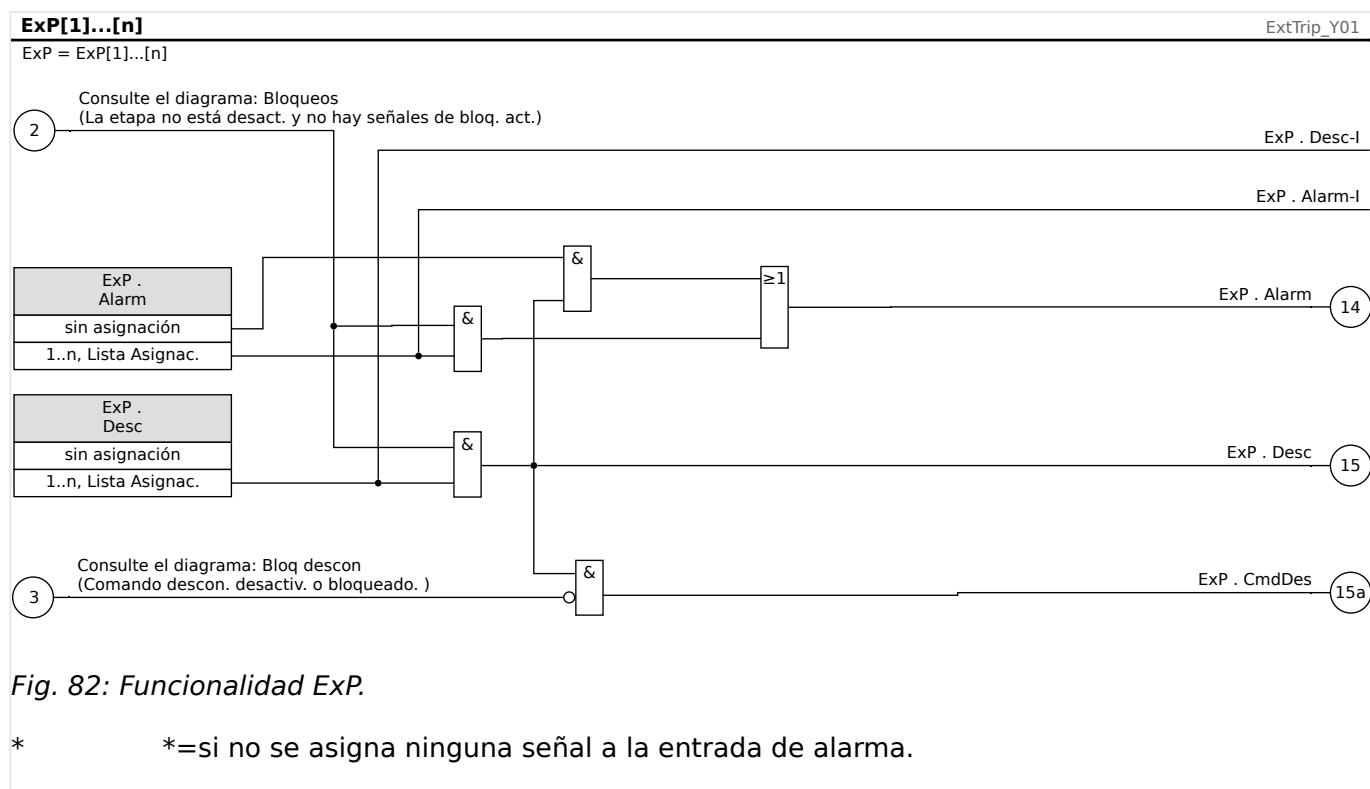 ExP[1]...[n]
ExtTrip_Y01
ExP = ExP[1]...[n]
Consulte el diagrama: Bloqueos
(La etapa no está desact. y no hay señales de bloq. act.)
2
ExP . Desc-I
ExP . Alarm-I
&
≥1
ExP .
Alarm
sin asignación
1..n, Lista Asignac.
&
ExP . Alarm
14
ExP .
Desc
sin asignación
1..n, Lista Asignac.
&
ExP . Desc
15
Consulte el diagrama: Bloq descon
(Comando descon. desactiv. o bloqueado. )
3
&
ExP . CmdDes
15a
Fig. 82: Funcionalidad ExP.
* *=si no se asigna ninguna señal a la entrada de alarma.